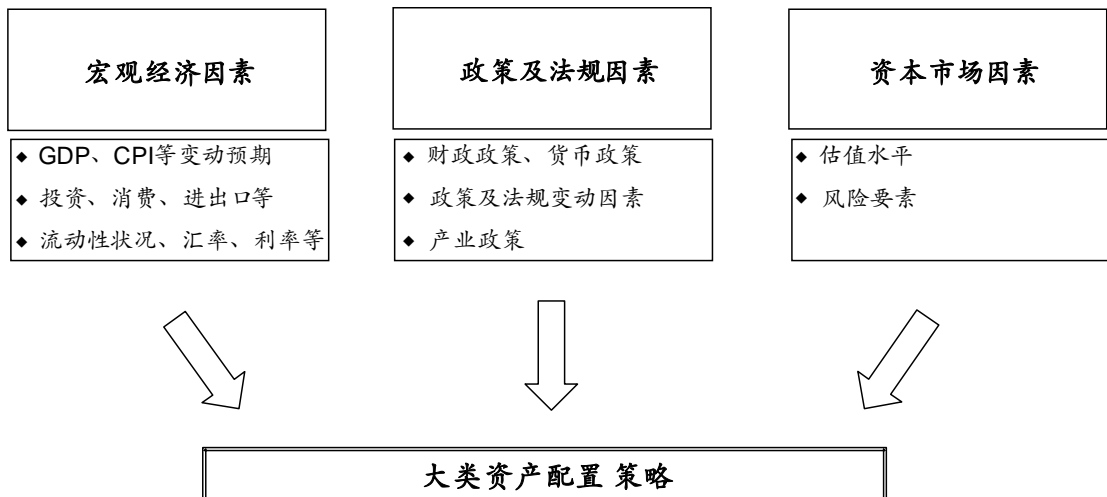 宏观经济因素
◆ GDP、CPI等变动预期
◆ 投资、消费、进出口等
◆ 流动性状况、汇率、利率等
政策及法规因素
◆ 财政政策、货币政策
◆ 政策及法规变动因素
◆ 产业政策
资本市场因素
◆ 估值水平
◆ 风险要素
大类资产配置 策略